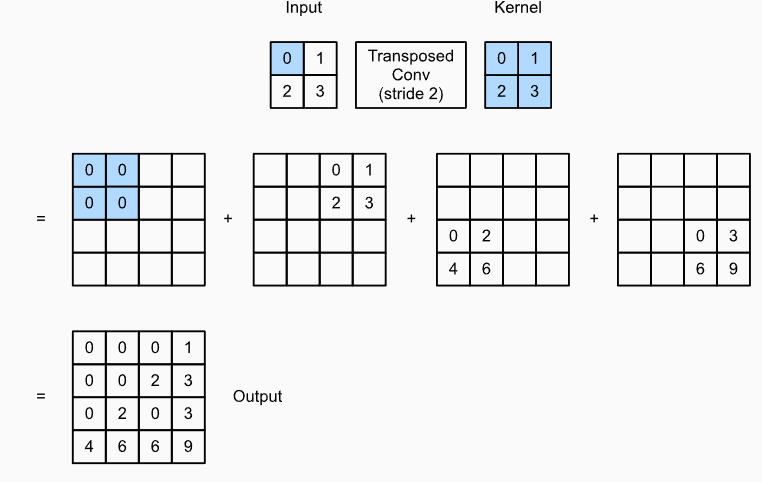 Input Kernel
0 1 Transposed 0 1
Conv
2 3 (stride 2) 2 3
0 0 0 1
0 0 2 3
= + + +
0 2 0 3
4 6 6 9
0 0 0 1
0 0 2 3
= Output
0 2 0 3
4 6 6 9